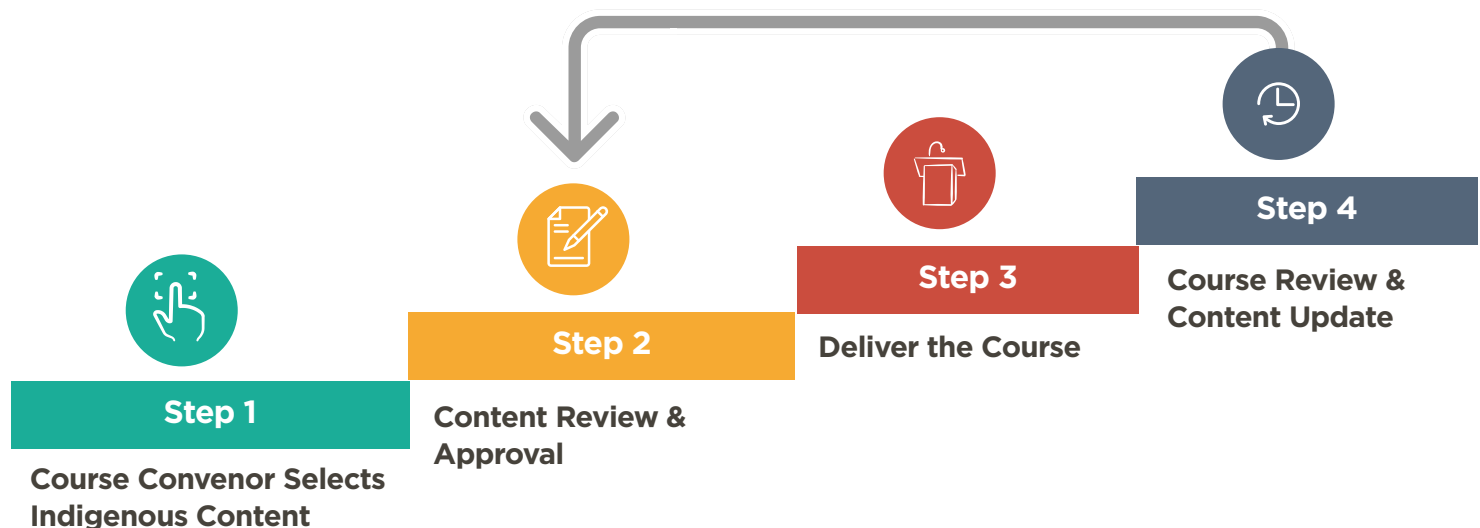 Step 1
Course Convenor Selects
Indigenous Content
Step 2
Content Review &
Approval
Step 3
Deliver the Course
Step 4
Course Review &
Content Update